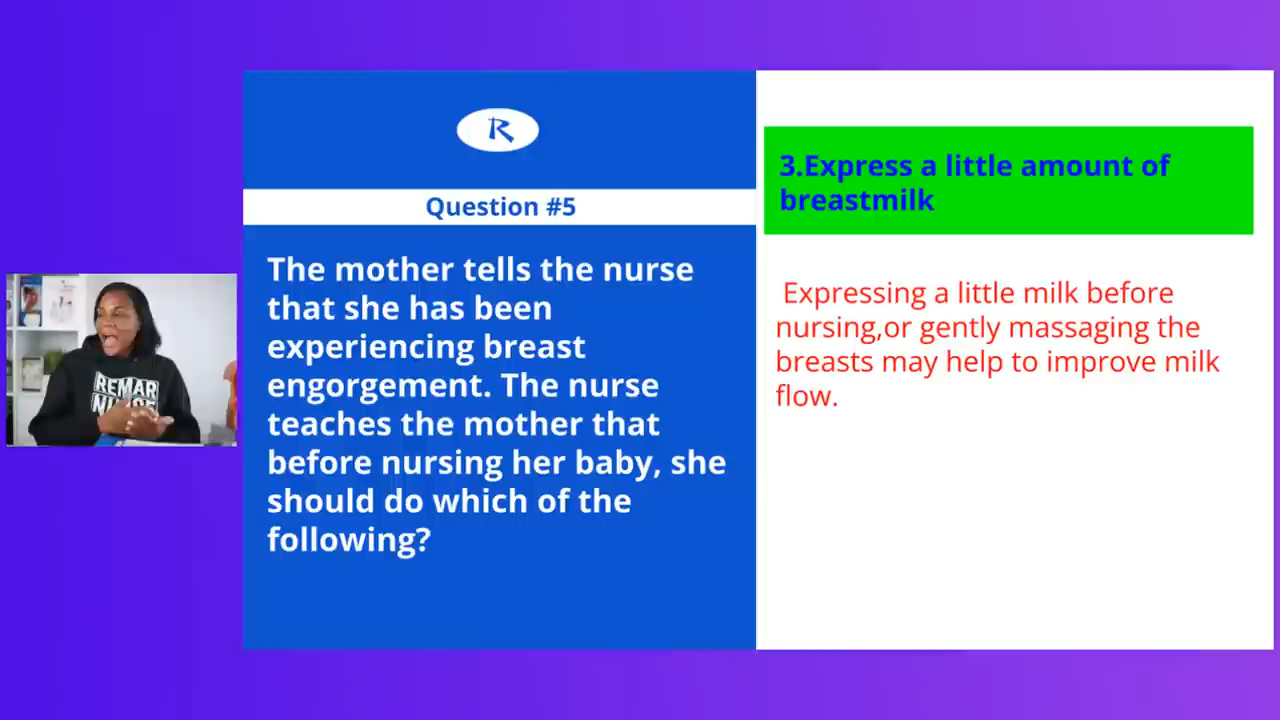 R
Question #5
The mother tells the nurse
that she has been
experiencing breast
engorgement. The nurse
teaches the mother that
before nursing her baby, she
should do which of the
following?
3.Express a little amount of
breastmilk
Expressing a little milk before
nursing,or gently massaging the
breasts may help to improve milk
flow.
REMAR
NURSE